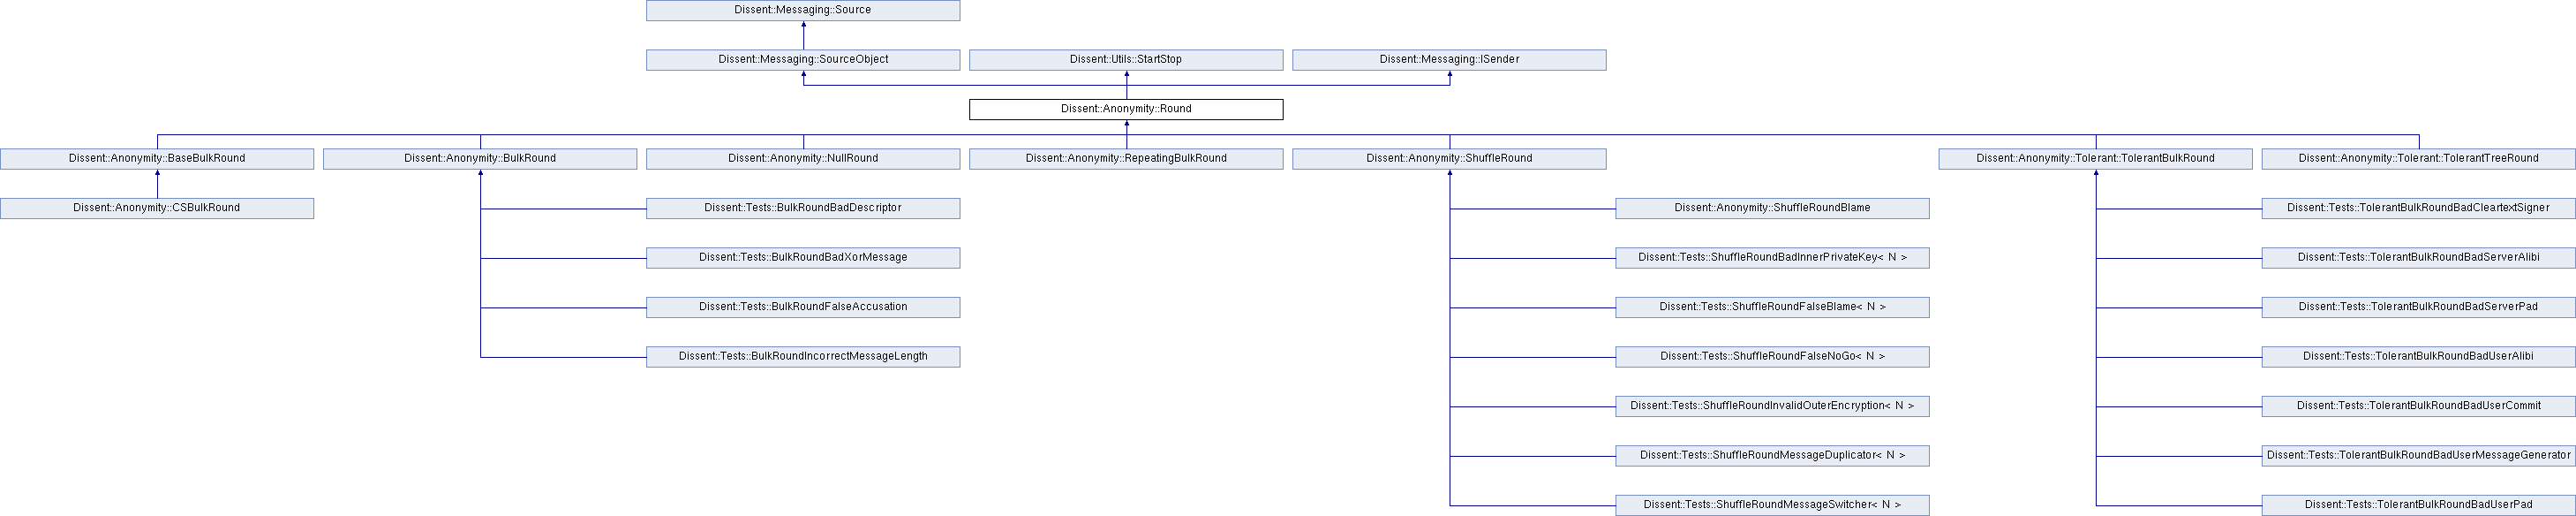 Dissent::Messaging::Source
Dissent::Messaging::SourceObject
Dissent::Utils::StartStop
Dissent::Messaging::ISender
Dissent::Anonymity::Round
Dissent::Anonymity::BaseBulkRound
Dissent::Anonymity::BulkRound
Dissent::Anonymity::NullRound
Dissent::Anonymity::RepeatingBulkRound
Dissent::Anonymity::ShuffleRound
Dissent::Anonymity::Tolerant::TolerantBulkRound
Dissent::Anonymity::Tolerant::TolerantTreeRound
Dissent::Anonymity::CSBulkRound
Dissent::Tests::BulkRoundBadDescriptor
Dissent::Anonymity::ShuffleRoundBlame
Dissent::Tests::TolerantBulkRoundBadCleartextSigner
Dissent::Tests::BulkRoundBadXorMessage
Dissent::Tests::ShuffleRoundBadInnerPrivateKey< N >
Dissent::Tests::TolerantBulkRoundBadServerAlibi
Dissent::Tests::BulkRoundFalseAccusation
Dissent::Tests::ShuffleRoundFalseBlame< N >
Dissent::Tests::TolerantBulkRoundBadServerPad
Dissent::Tests::BulkRoundIncorrectMessageLength
Dissent::Tests::ShuffleRoundFalseNoGo< N >
Dissent::Tests::TolerantBulkRoundBadUserAlibi
Dissent::Tests::ShuffleRoundInvalidOuterEncryption< N >
Dissent::Tests::TolerantBulkRoundBadUserCommit
Dissent::Tests::ShuffleRoundMessageDuplicator< N >
Dissent::Tests::TolerantBulkRoundBadUserMessageGenerator
Dissent::Tests::ShuffleRoundMessageSwitcher< N >
Dissent::Tests::TolerantBulkRoundBadUserPad